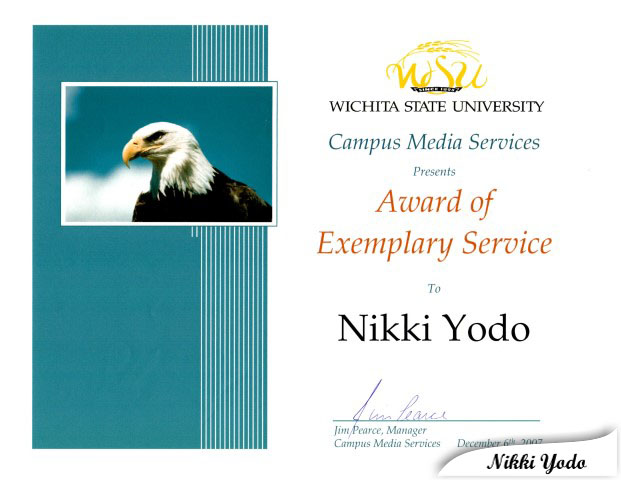 WSU
SINCE 1895
WICHITA STATE UNIVERSITY
Campus Media Services
Presents
Award of
Exemplary Service
To
Nikki Yodo
Jim Pearce
Jim Pearce, Manager
Campus Media Services December 6th, 2007
Nikki Yodo